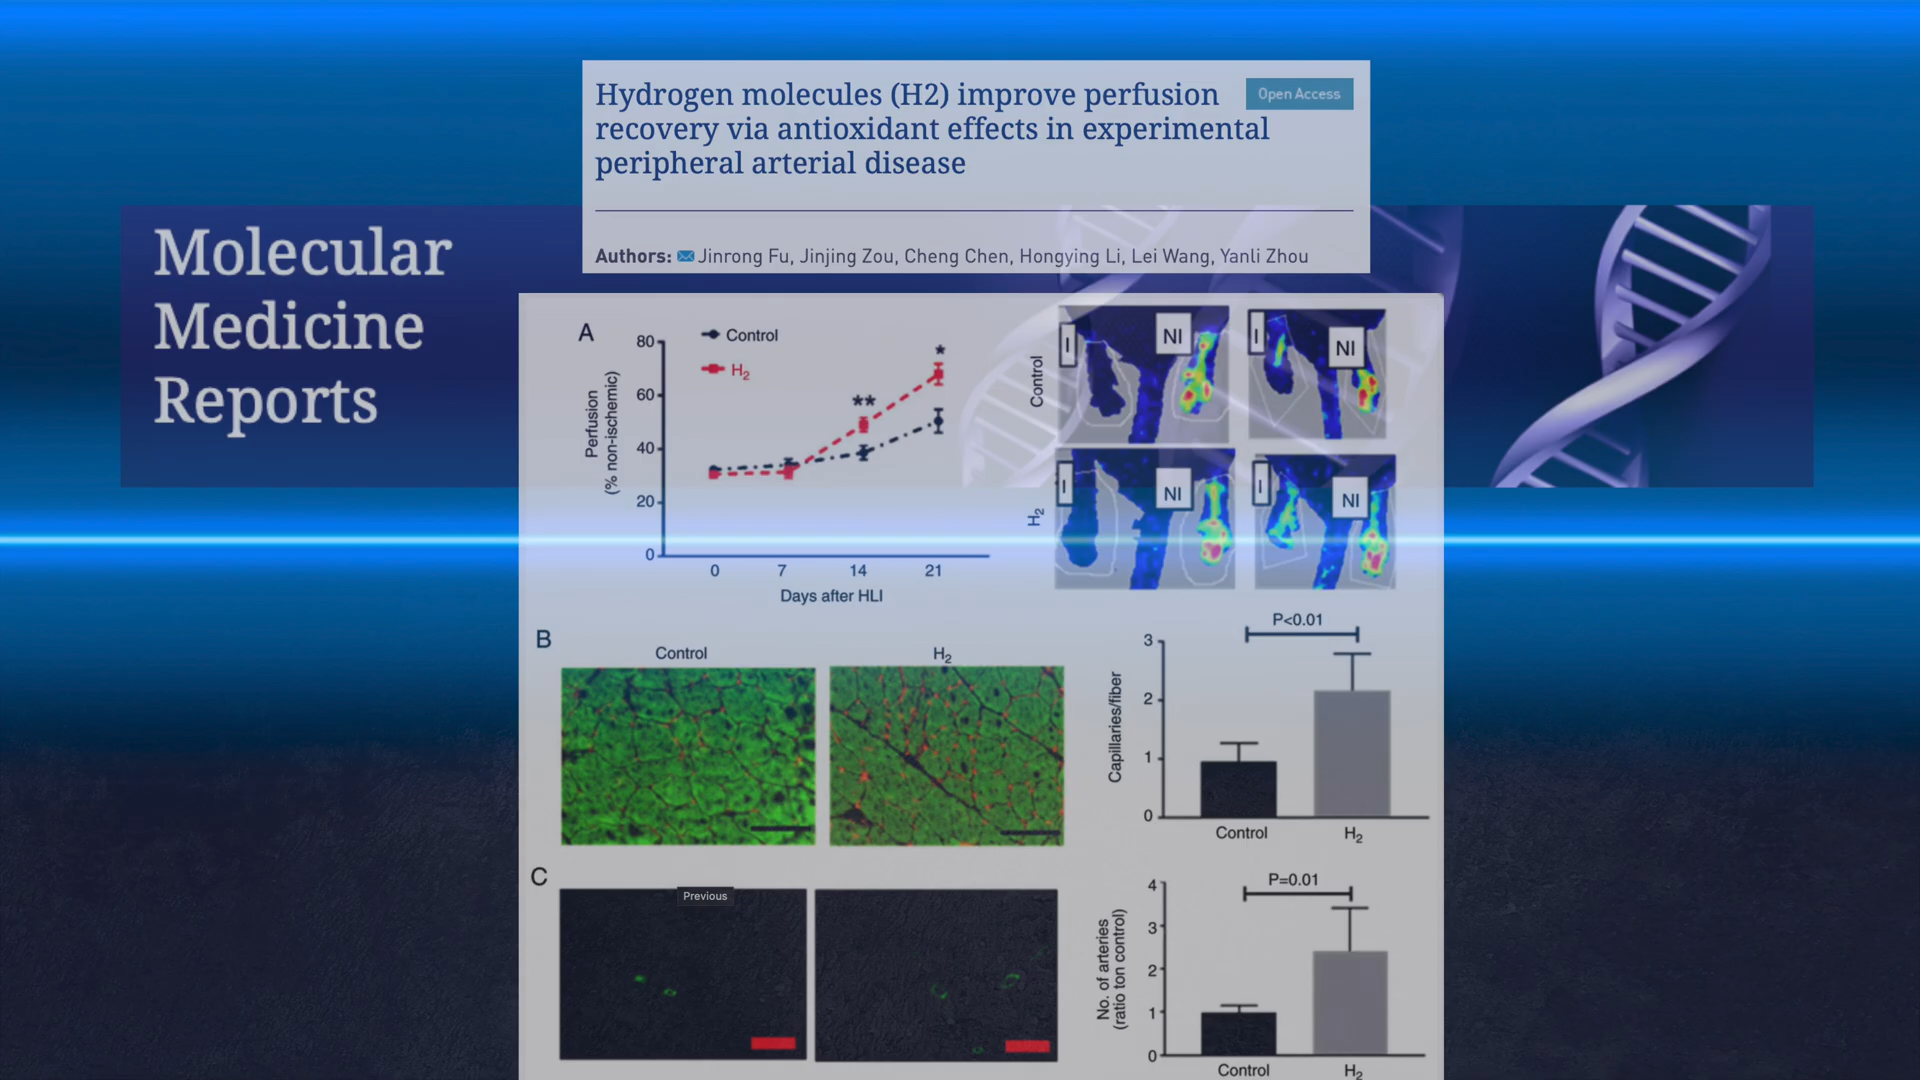 Hydrogen molecules (H2) improve perfusion
Open Access
recovery via antioxidant effects in experimental
peripheral arterial disease
Authors: Jinrong Fu, Jinjing Zou, Cheng Chen, Hongying Li, Lei Wang, Yanli Zhou
Molecular
Medicine
Reports
A
Control
H2
Perfusion
(% non-ischemic)
80
60
40
20
0
**
*
0 7 14 21
Days after HLI
Control
I NI I NI
H2
I NI I NI
B
Control H2
P<0.01
Capillaries/fiber
3
2
1
0
Control H2
C
Previous
P=0.01
No. of arteries
(ratio ton control)
4
3
2
1
0
Control H2